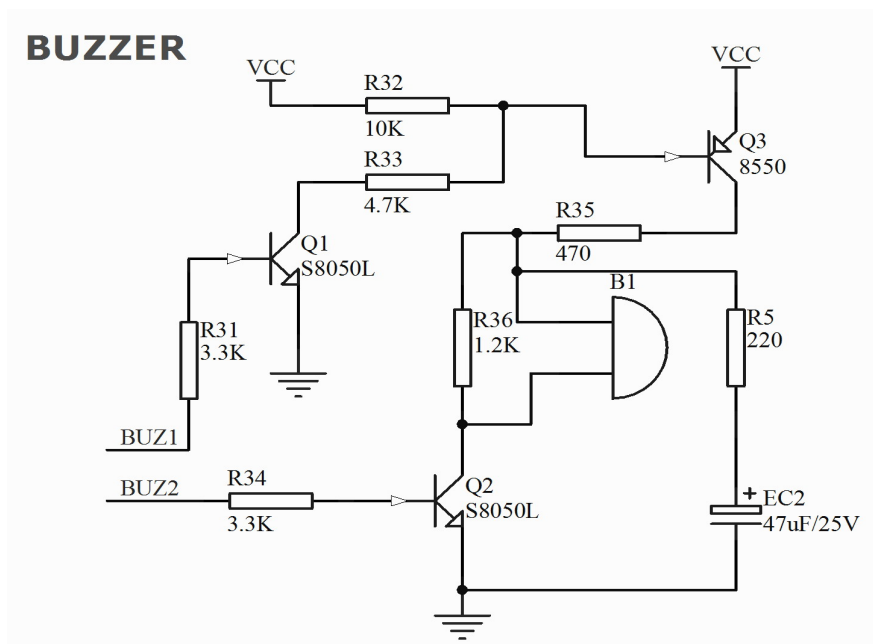 BUZZER
VCC
VCC
R32
10K
Q3
8550
R33
4.7K
R35
470
Q1
S8050L
B1
R31
3.3K
R36
1.2K
R5
220
BUZ1
BUZ2
R34
3.3K
Q2
S8050L
+
EC2
47uF/25V